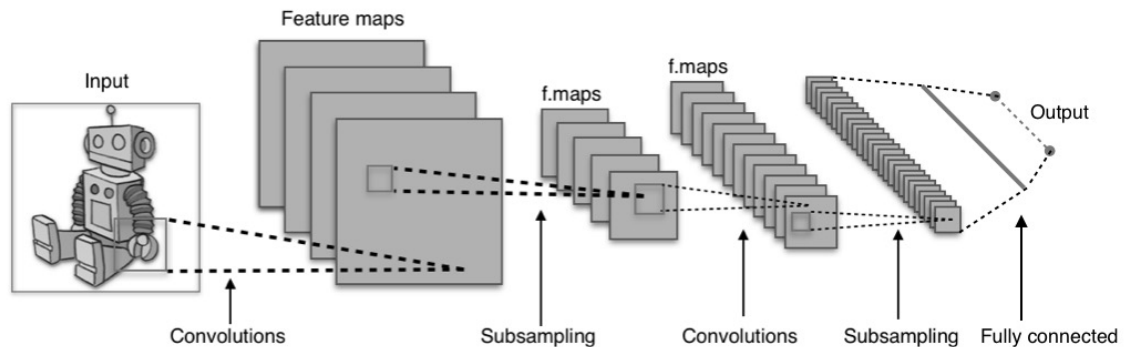 Feature maps
Input
f.maps
f.maps
Output
Convolutions
Subsampling
Convolutions
Subsampling
Fully connected